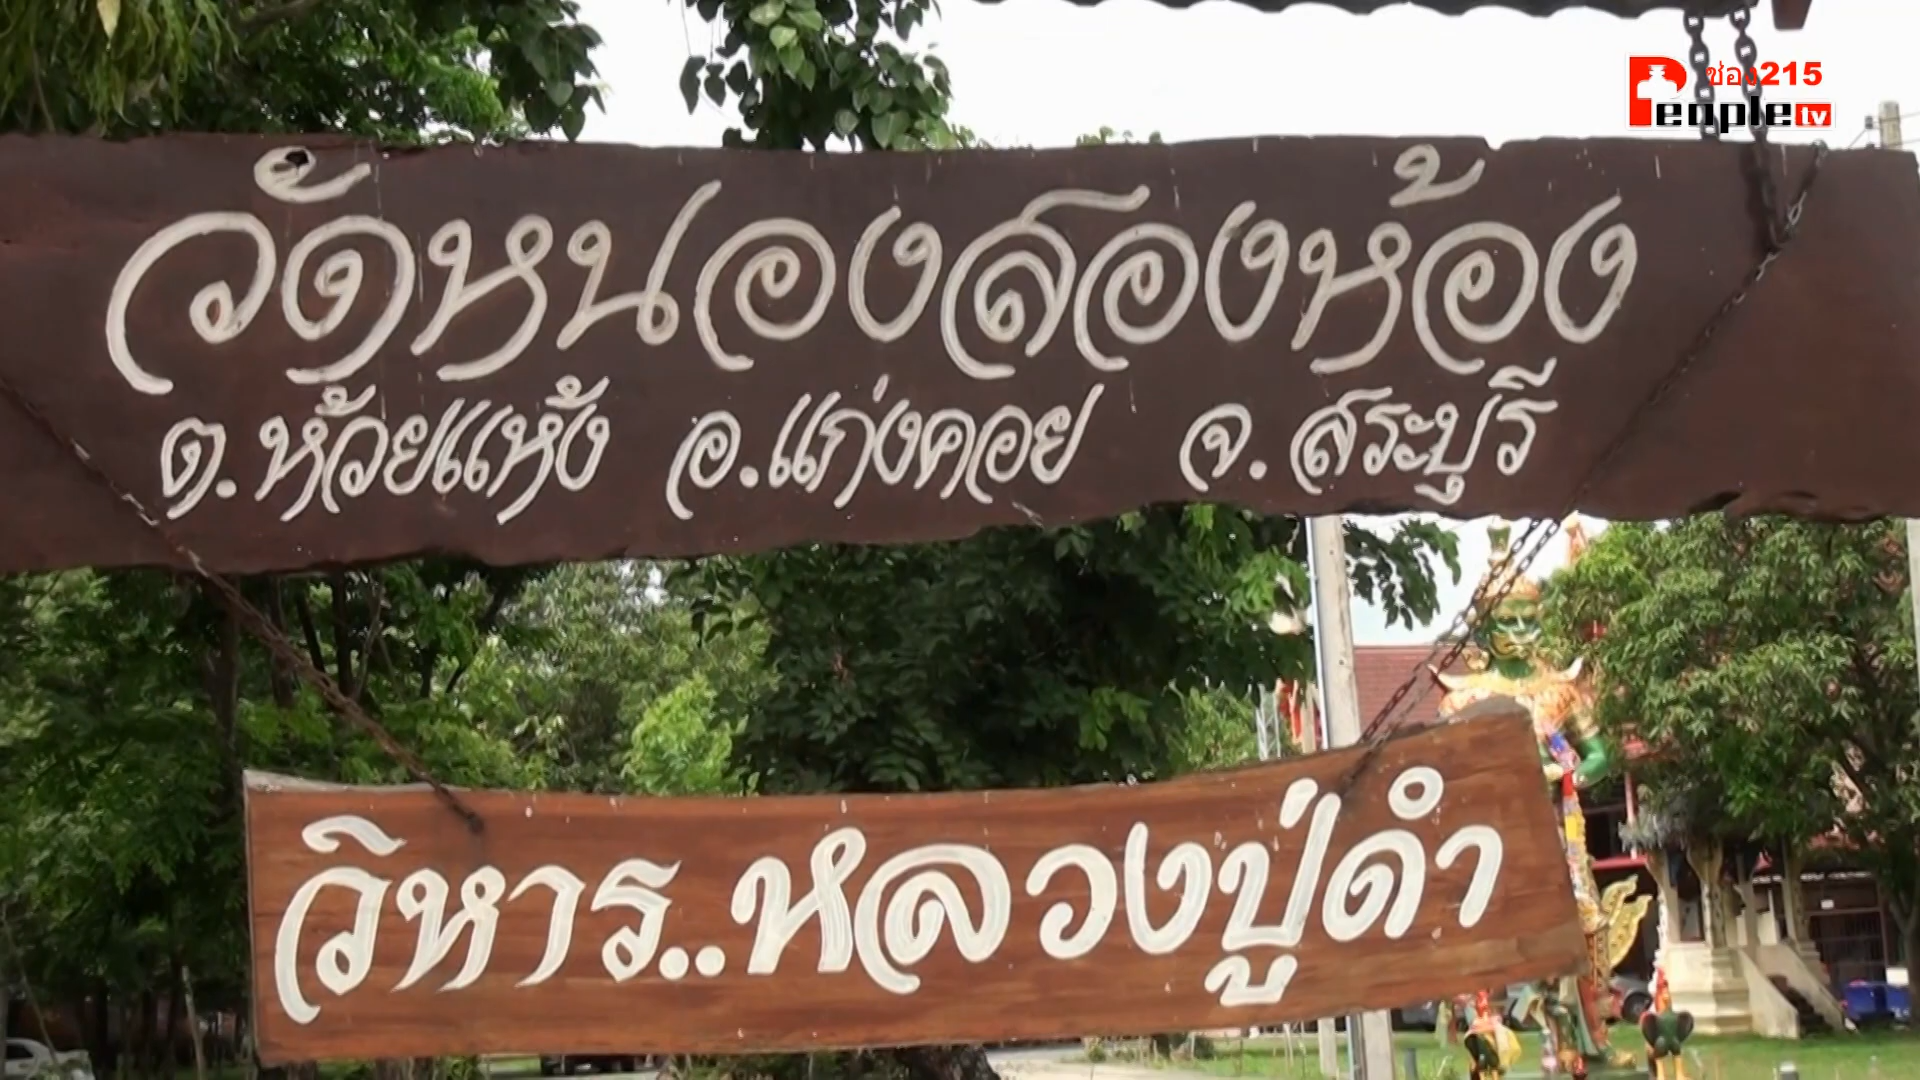 ช่อง215
Peopletv
วัดหนองสองห้อง
ต.ห้วยแห้ง อ.แก่งคอย จ.สระบุรี
วิหาร..หลวงปู่ดำ